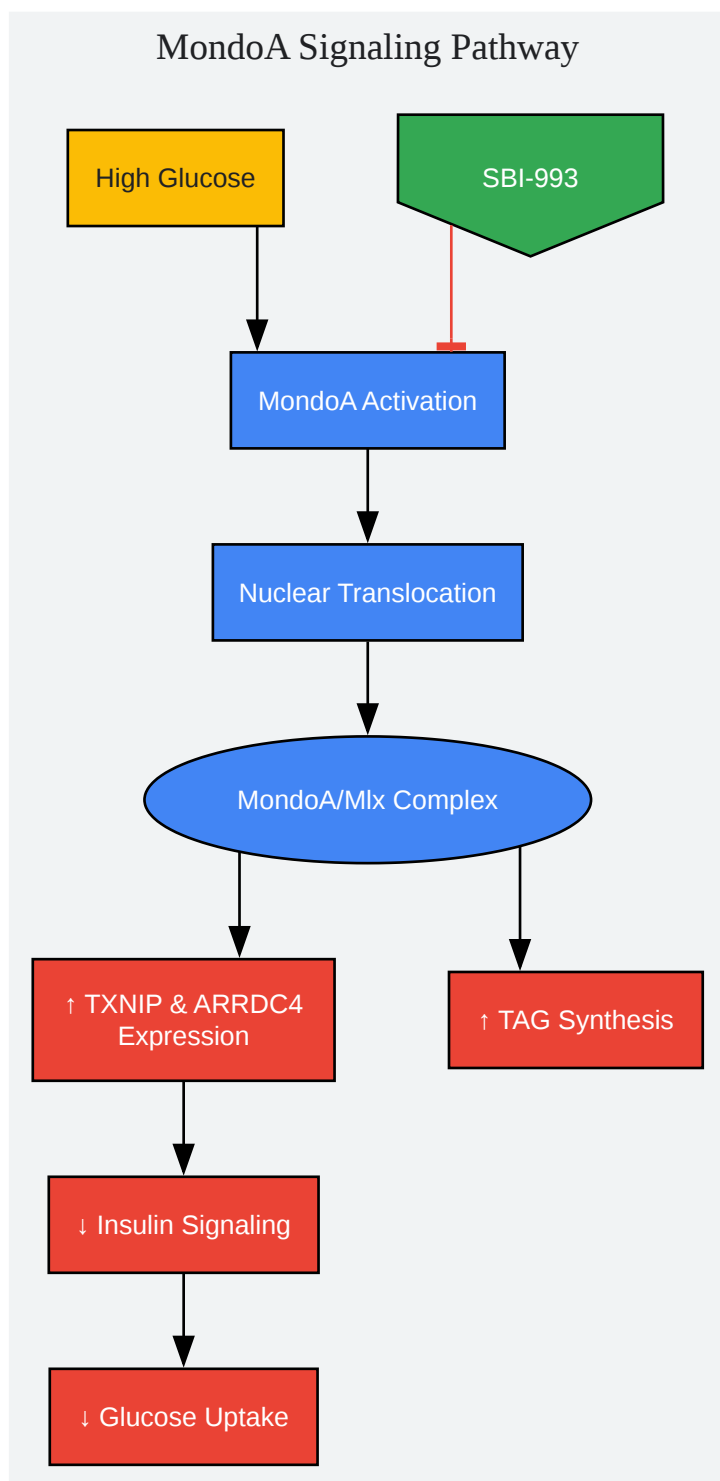 MondoA Signaling Pathway
High Glucose
SBI-993
MondoA Activation
Nuclear Translocation
MondoA/Mlx Complex
↑ TXNIP & ARRDC4
Expression
↑ TAG Synthesis
↓ Insulin Signaling
↓ Glucose Uptake